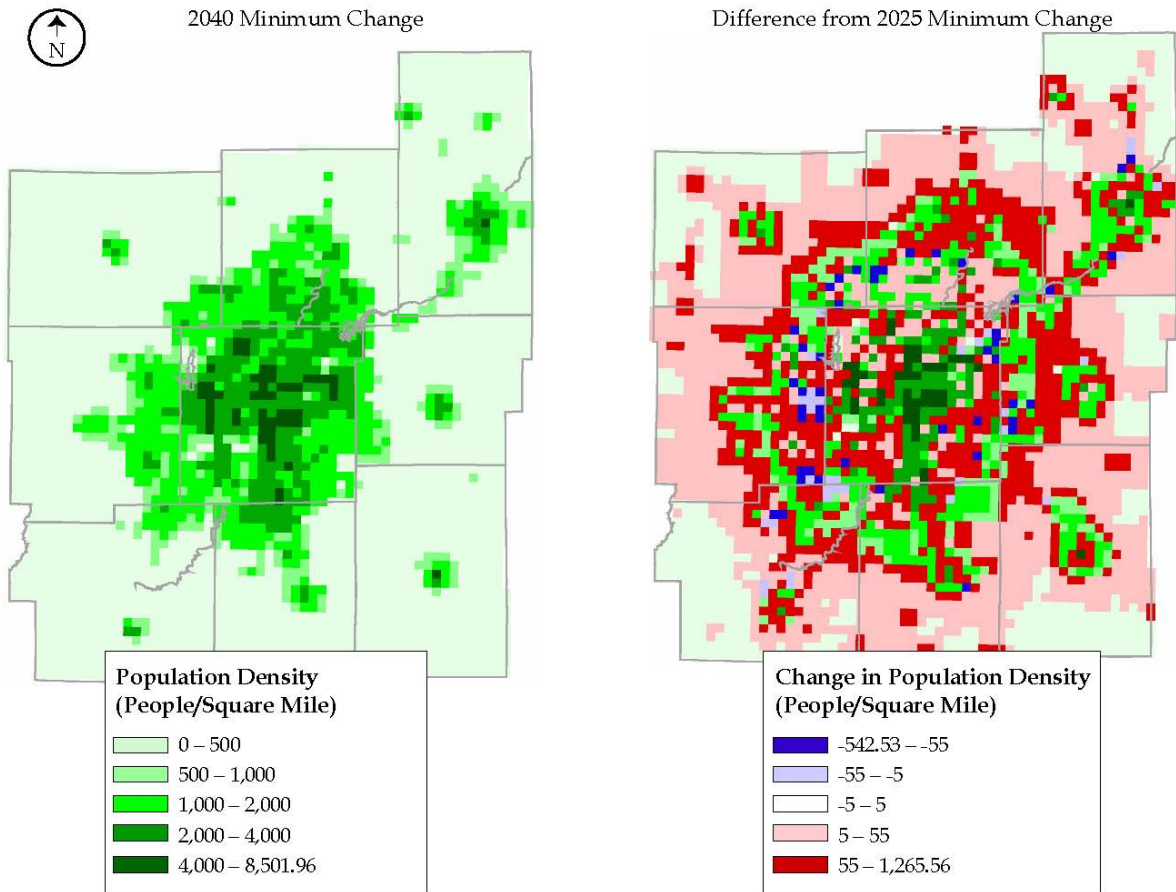 N
2040 Minimum Change
Difference from 2025 Minimum Change
Population Density
(People/Square Mile)
0 – 500
500 – 1,000
1,000 – 2,000
2,000 – 4,000
4,000 – 8,501.96
Change in Population Density
(People/Square Mile)
-542.53 – -55
-55 – -5
-5 – 5
5 – 55
55 – 1,265.56